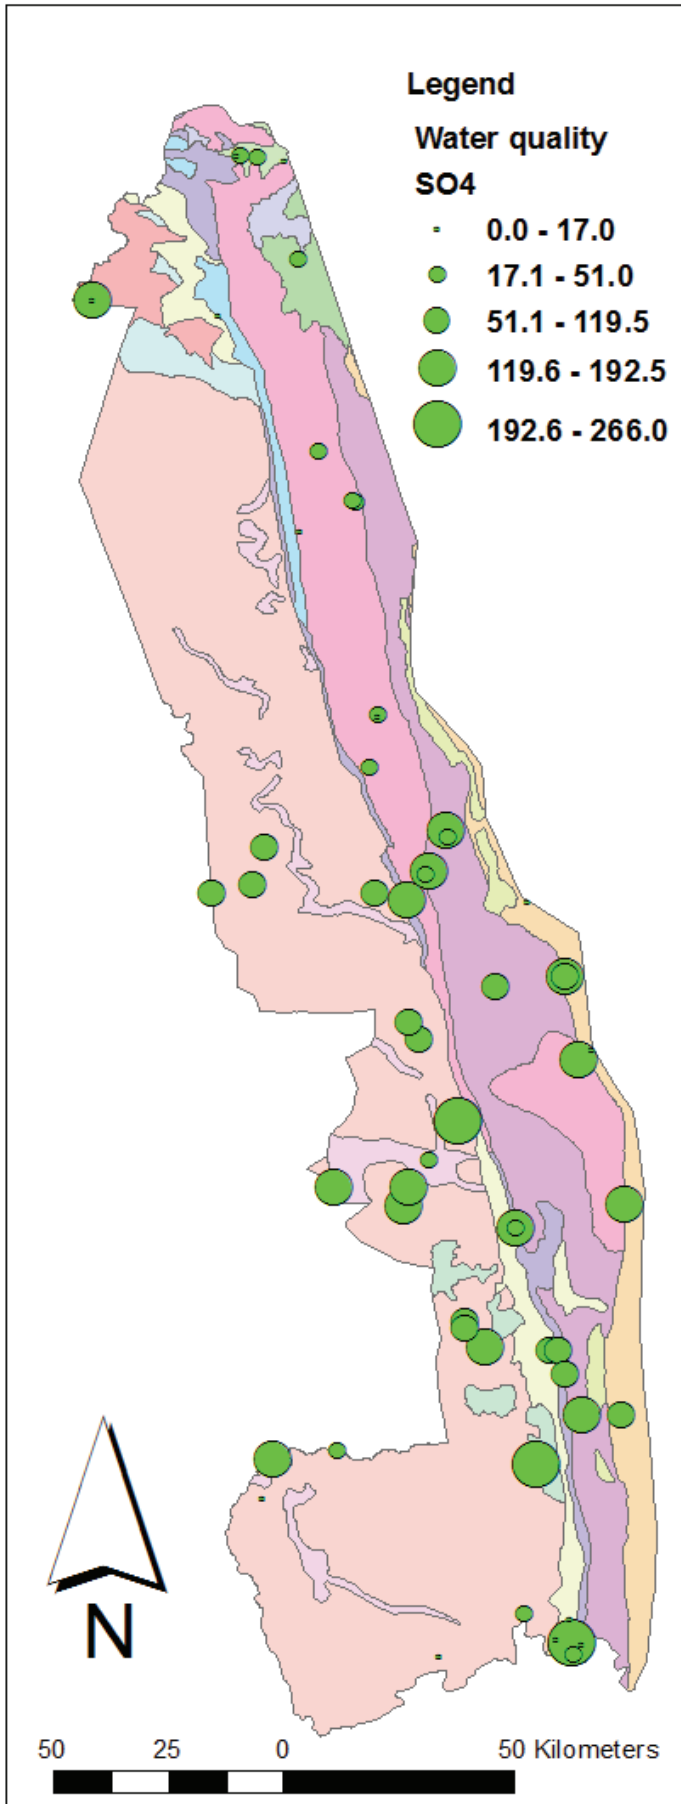 Legend
Water quality
SO4
0.0 - 17.0
17.1 - 51.0
51.1 - 119.5
119.6 - 192.5
192.6 - 266.0
N
50 25 0 50 Kilometers